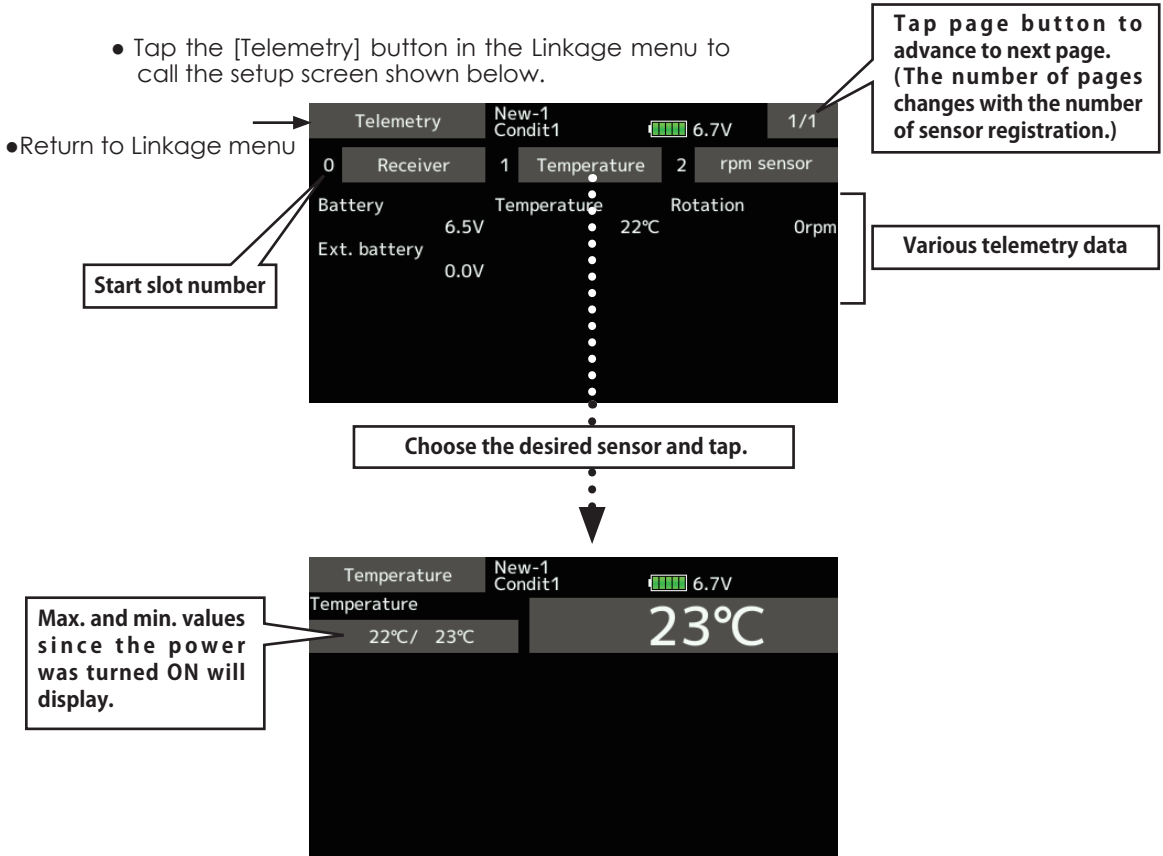 ● Tap the [Telemetry] button in the Linkage menu to
call the setup screen shown below.
Tap page button to
advance to next page.
(The number of pages
changes with the number
of sensor registration.)
●Return to Linkage menu
Telemetry
New-1
Condit1
6.7V
1/1
0 Receiver
1 Temperature
2 rpm sensor
Battery
6.5V
Ext. battery
0.0V
Temperature
22℃
Rotation
0rpm
Start slot number
Various telemetry data
Choose the desired sensor and tap.
Temperature
New-1
Condit1
6.7V
Temperature
22℃/ 23℃
23℃
Max. and min. values
since the power
was turned ON will
display.